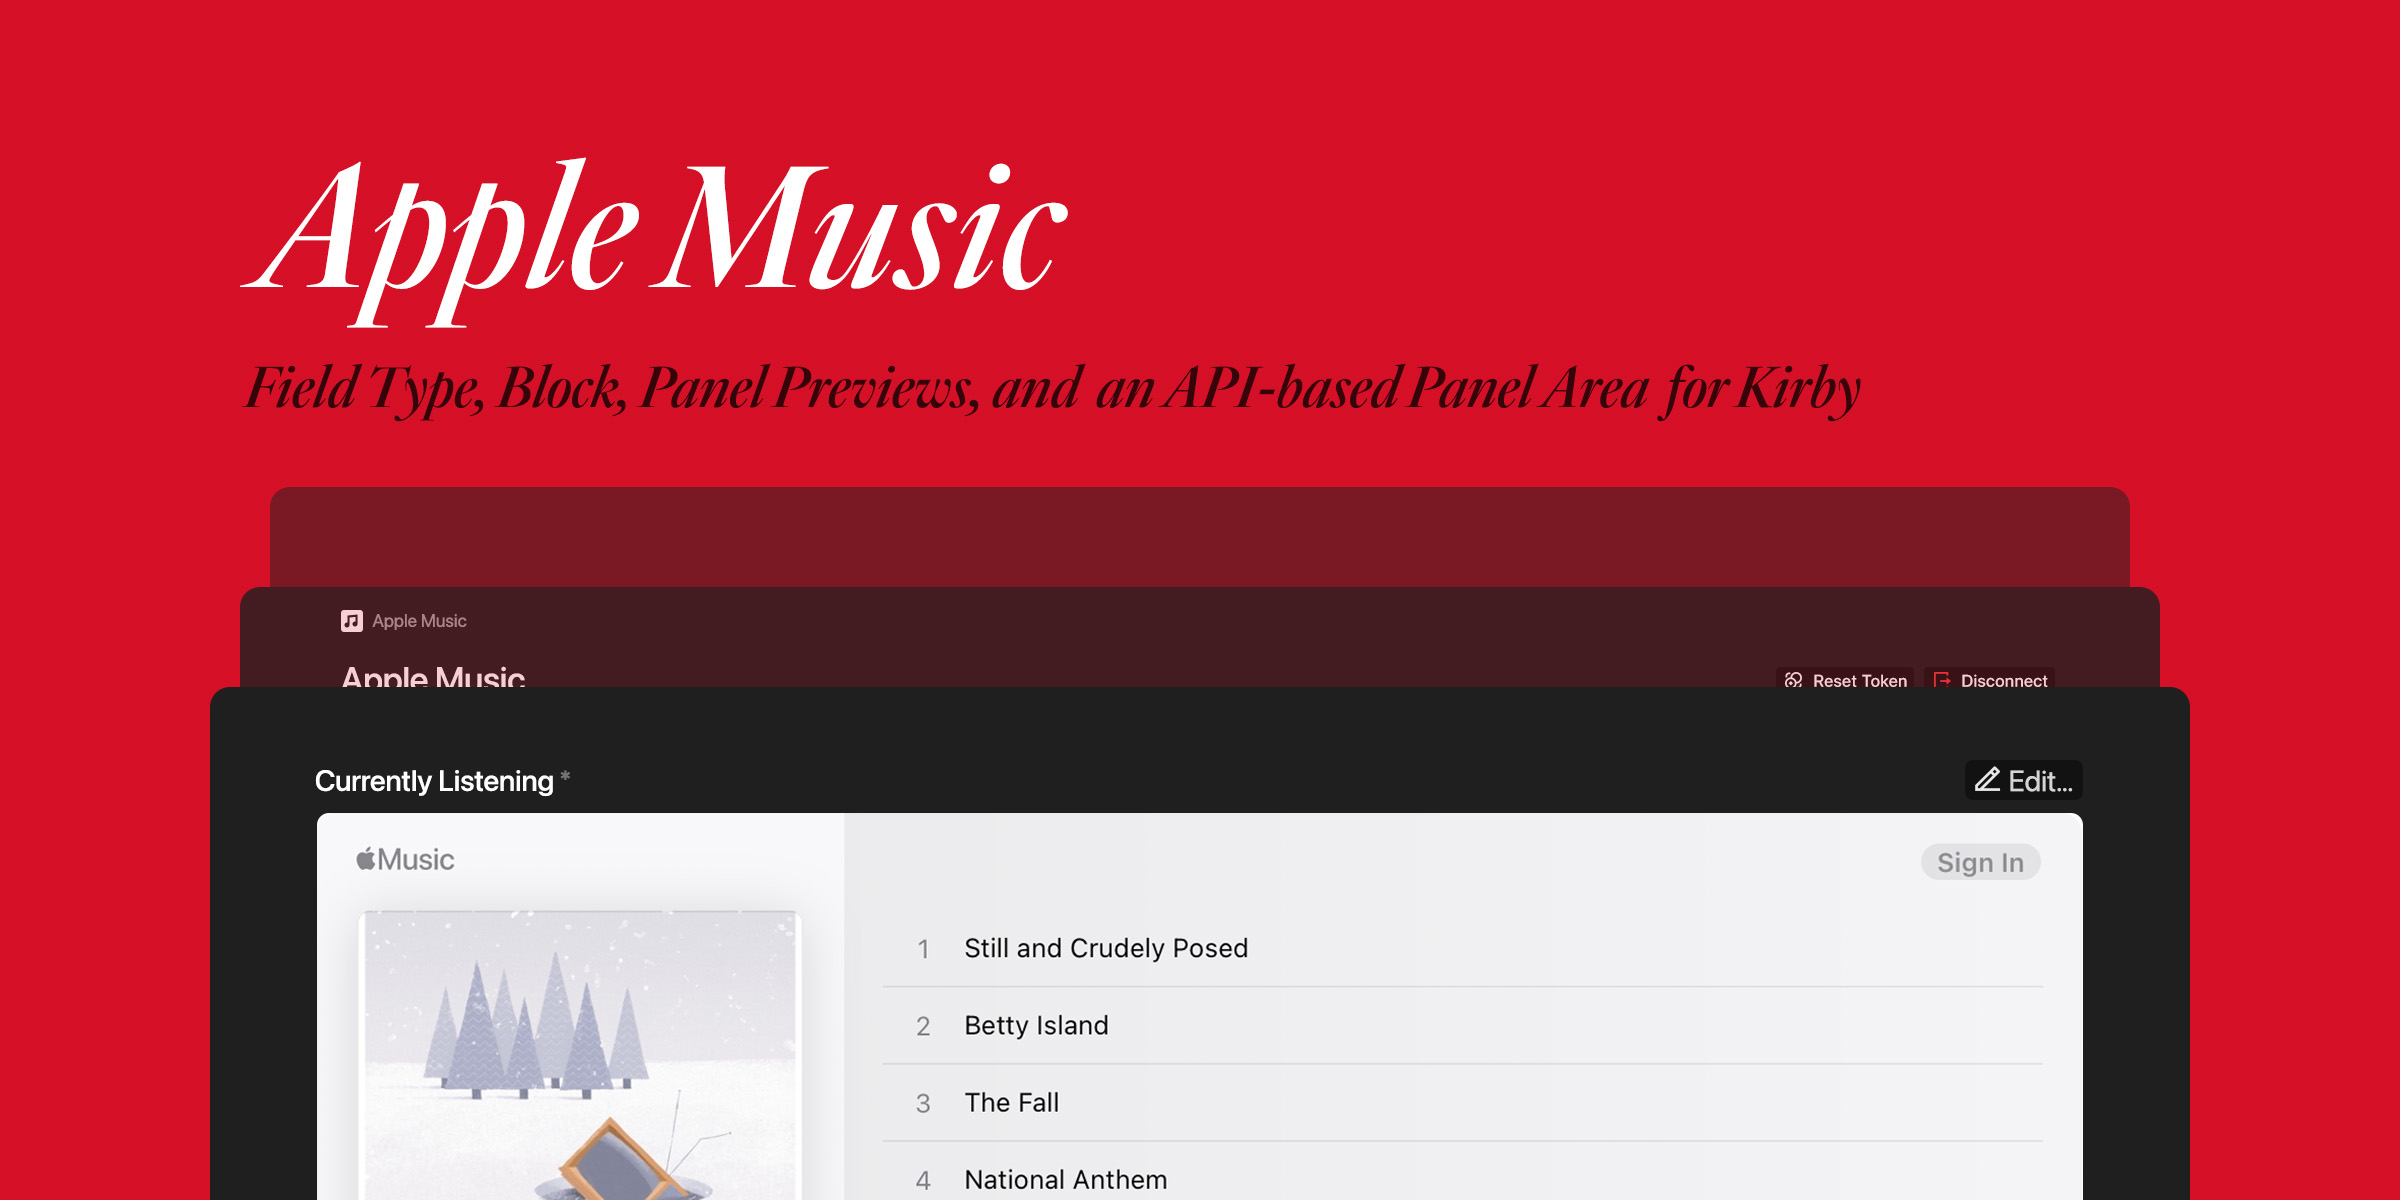 Apple Music
Field Type, Block, Panel Previews, and an API-based Panel Area for Kirby
Apple Music
Apple Music
Reset Token
Disconnect
Currently Listening *
Edit…
Music
Sign In
1 Still and Crudely Posed
2 Betty Island
3 The Fall
4 National Anthem